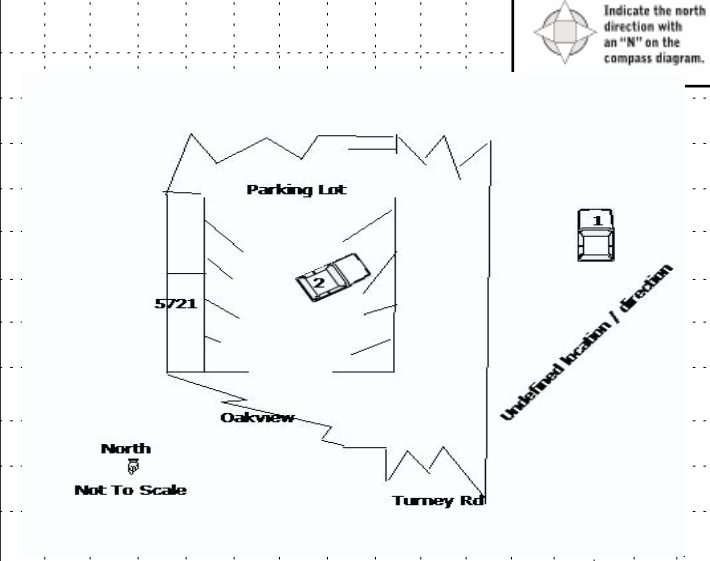 Indicate the north
direction with
an "N" on the
compass diagram.
Parking Lot
1
2
5721
Undefined location / direction
Oakview
North
Not To Scale
Turney Rd